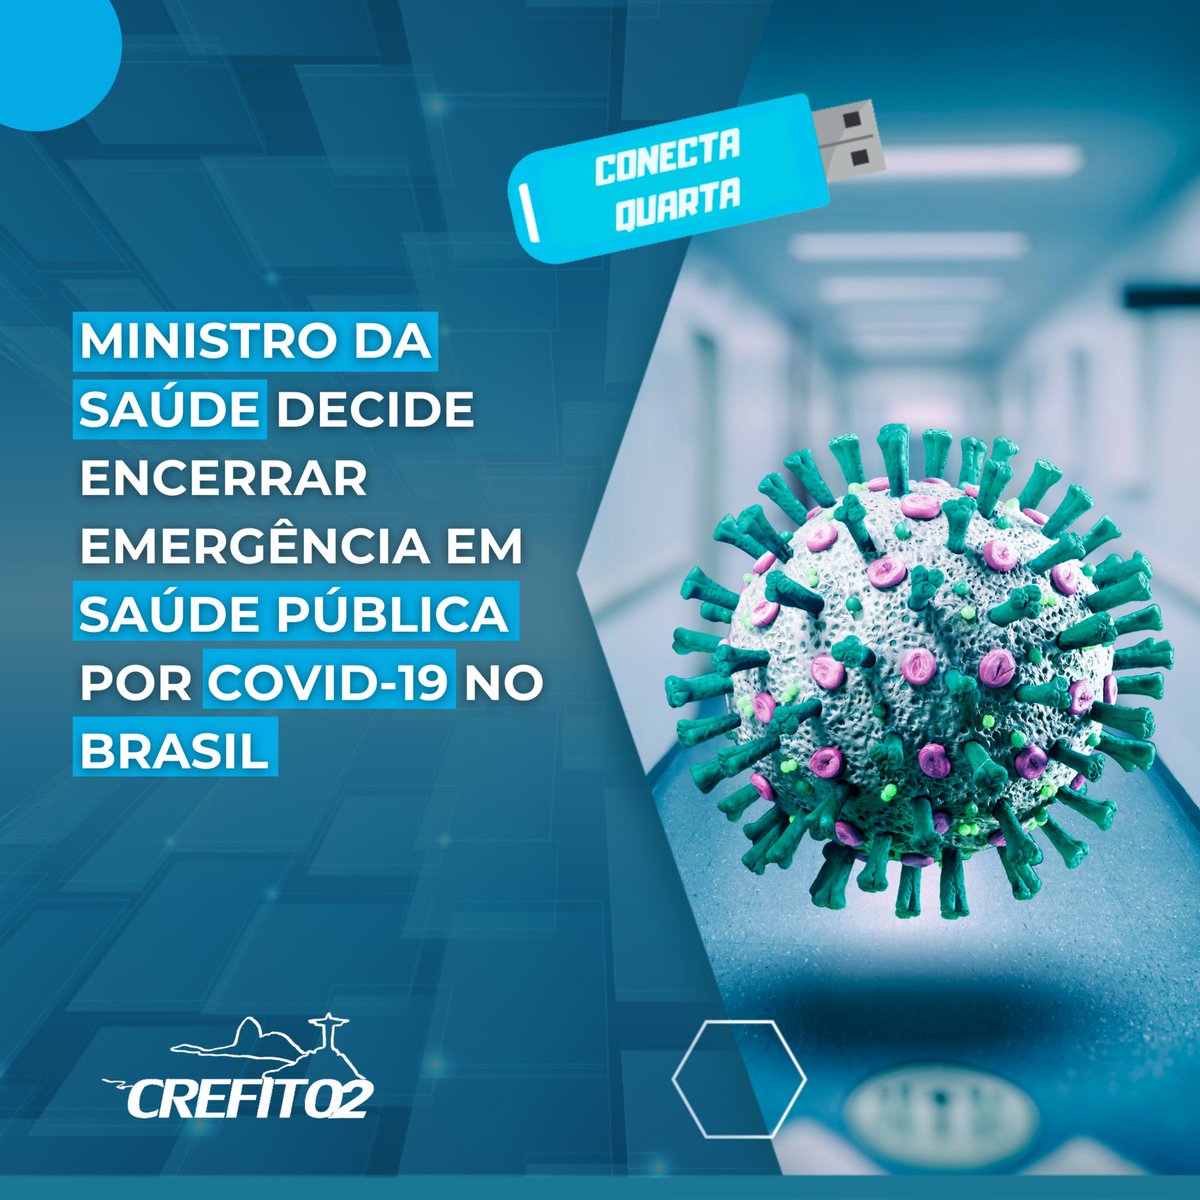 CONECTA
QUARTA
MINISTRO DA
SAÚDE DECIDE
ENCERRAR
EMERGÊNCIA EM
SAÚDE PÚBLICA
POR COVID-19 NO
BRASIL
CREFITO2